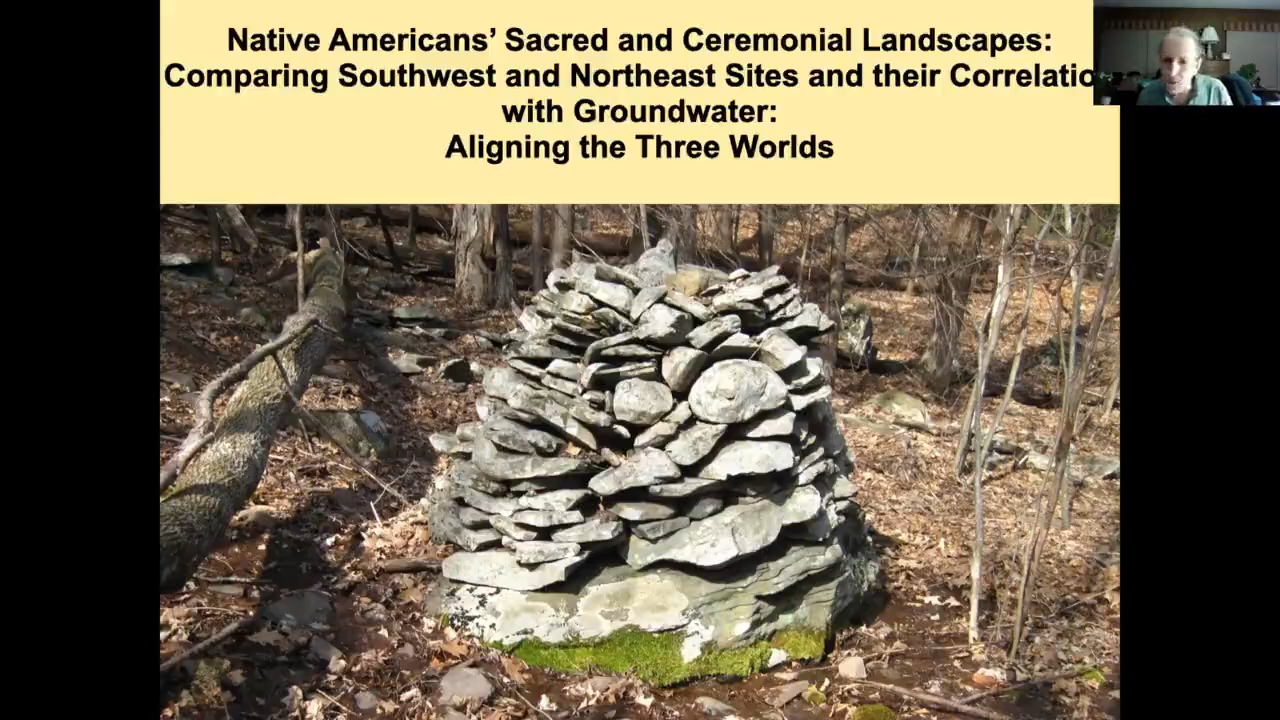 Native Americans’ Sacred and Ceremonial Landscapes:
Comparing Southwest and Northeast Sites and their Correlatio
with Groundwater:
Aligning the Three Worlds